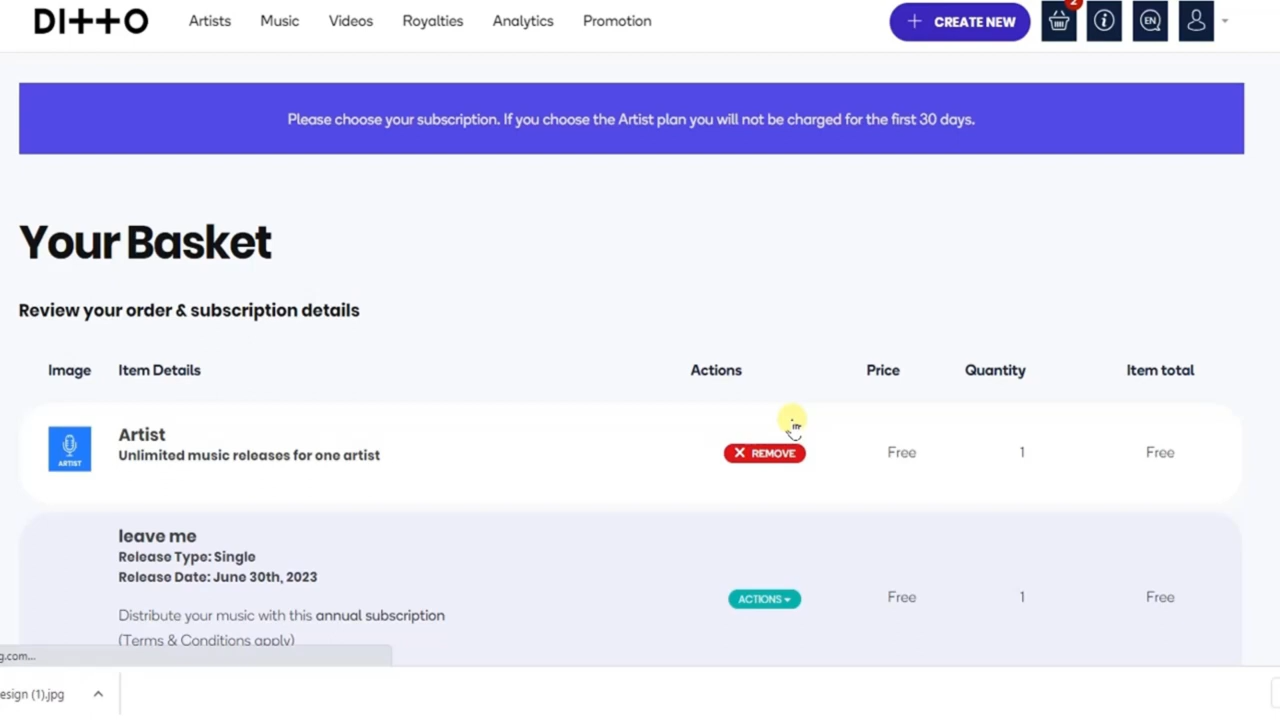 DITTO
Artists
Music
Videos
Royalties
Analytics
Promotion
+ CREATE NEW
2
EN
Please choose your subscription. If you choose the Artist plan you will not be charged for the first 30 days.
Your Basket
Review your order & subscription details
Image
Item Details
Actions
Price
Quantity
Item total
ARTIST
Artist
Unlimited music releases for one artist
X REMOVE
Free
1
Free
leave me
Release Type: Single
Release Date: June 30th, 2023
Distribute your music with this annual subscription
(Terms & Conditions apply)
ACTIONS
Free
1
Free
g.com...
esign (1).jpg